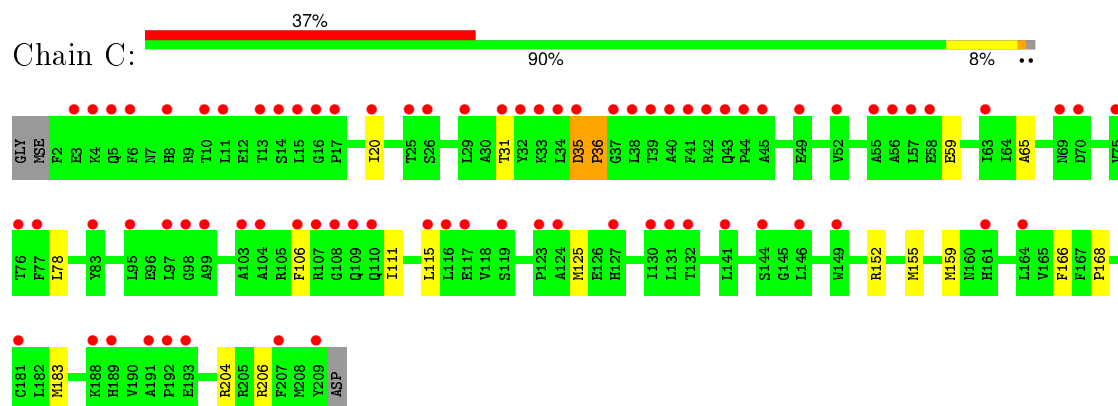 37%
Chain C:
90% 8% ••
GLY MSE F2 E3 K4 Q5 F6 N7 H8 R9 T10 L11 E12 T13 S14 L15 G16 P17 I20 T25 S26 L29 A30 T31 Y32 K33 L34 D35 P36 G37 L38 T39 A40 F41 R42 Q43 P44 A45 E49 V52 A55 A56 L57 E58 E59 I63 I64 A65 N69 D70 V75
T76 F77 L78 Y83 L95 E96 L97 G98 A99 A103 A104 R105 F106 R107 G108 Q109 Q110 I111 L115 L116 E117 V118 S119 P123 A124 M125 E126 H127 I130 L131 T132 L141 S144 G145 L146 W149 R152 M155 M159 N160 H161 L164 V165 F166 F167 P168
C181 L182 M183 K188 H189 V190 A191 P192 E193 R204 R205 R206 F207 M208 Y209 ASP